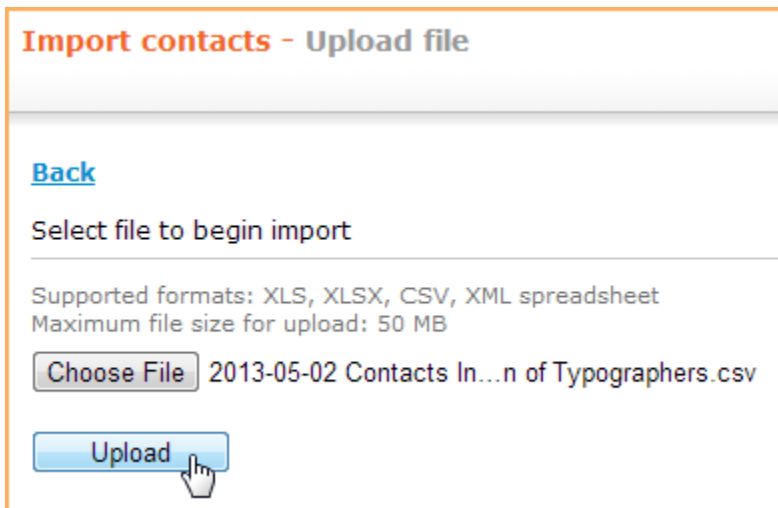 Import contacts - Upload file
Back
Select file to begin import
Supported formats: XLS, XLSX, CSV, XML spreadsheet
Maximum file size for upload: 50 MB
Choose File 2013-05-02 Contacts In...n of Typographers.csv
Upload